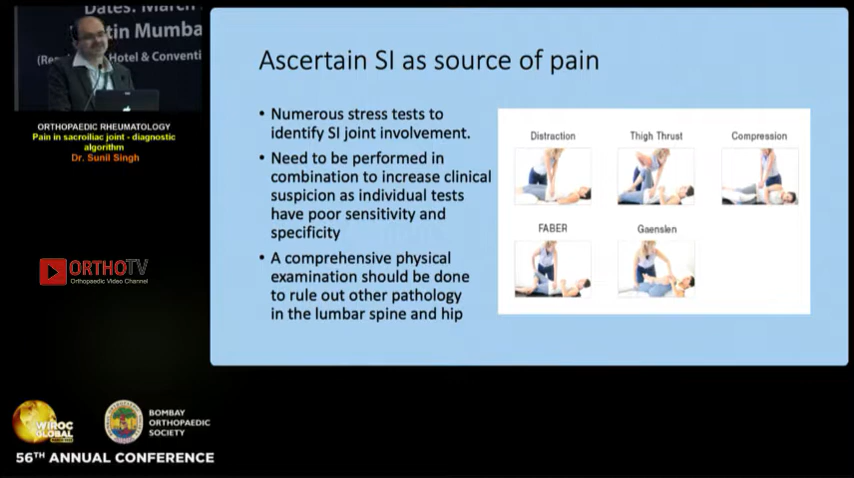 Dates: March
tin Mumba
Hotel & Conventi
ORTHOPAEDIC RHEUMATOLOGY
Pain in sacroiliac joint - diagnostic
algorithm
Dr. Sunil Singh
ORTHOTV
Orthopaedic Video Channel
WIROC
GLOBAL
BOMBAY
ORTHOPAEDIC
SOCIETY
56TH ANNUAL CONFERENCE
Ascertain SI as source of pain
• Numerous stress tests to
identify SI joint involvement.
• Need to be performed in
combination to increase clinical
suspicion as individual tests
have poor sensitivity and
specificity
• A comprehensive physical
examination should be done
to rule out other pathology
in the lumbar spine and hip
Distraction Thigh Thrust Compression
FABER Gaenslen